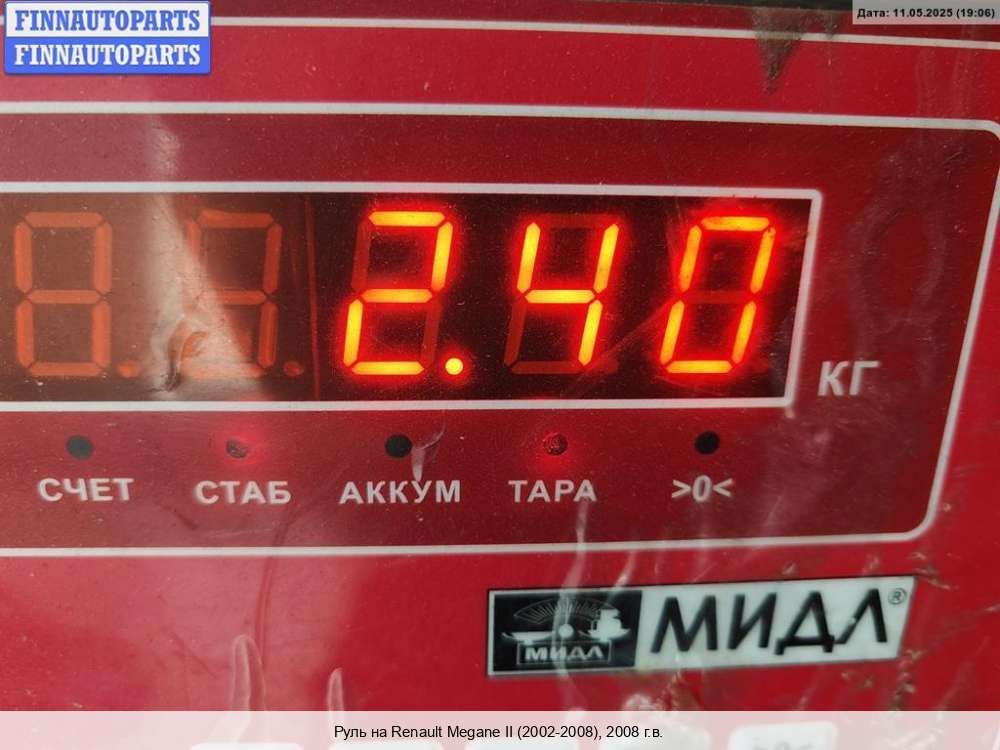 FINNAUTOPARTS
FINNAUTOPARTS
Дата: 11.05.2025 (19:06)
2.40
КГ
СЧЕТ СТАБ АККУМ ТАРА >0<
МИДЛ МИДЛ®
Руль на Renault Megane II (2002-2008), 2008 г.в.